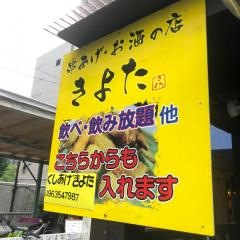 串あげ・お酒の店
きよた
飲べ・飲み放題 他
こちらからも
くしあげ きよた
入れます
0963547987